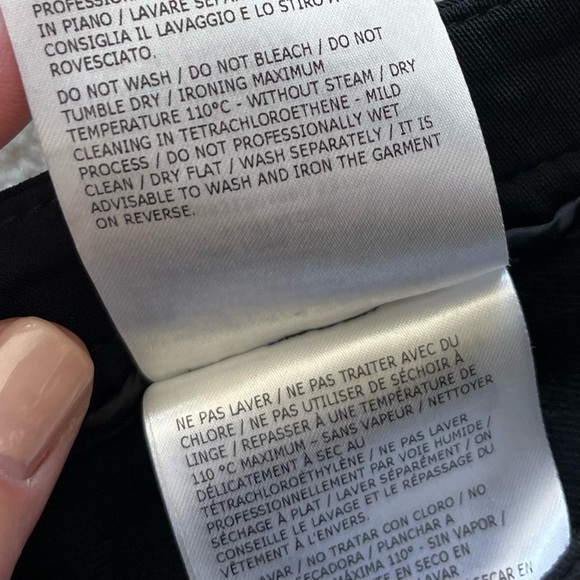 PROFESSION
IN PIANO / LAVARE SEPA
CONSIGLIA IL LAVAGGIO E LO STIRO A
ROVESCIATO.
DO NOT WASH / DO NOT BLEACH / DO NOT
TUMBLE DRY / IRONING MAXIMUM
TEMPERATURE 110°C - WITHOUT STEAM / DRY
CLEANING IN TETRACHLOROETHENE - MILD
PROCESS / DO NOT PROFESSIONALLY WET
CLEAN / DRY FLAT / WASH SEPARATELY / IT IS
ADVISABLE TO WASH AND IRON THE GARMENT
ON REVERSE.
NE PAS LAVER / NE PAS TRAITER AVEC DU
CHLORE / NE PAS UTILISER DE SÉCHOIR À
LINGE / REPASSER À UNE TEMPÉRATURE DE
110 °C MAXIMUM - SANS VAPEUR / NETTOYER
DÉLICATEMENT À SEC AU
TÉTRACHLOROÉTHYLÈNE / NE PAS LAVER
PROFESSIONNELLEMENT PAR VOIE HUMIDE /
SÉCHAGE À PLAT / LAVER SÉPARÉMENT / ON
CONSEILLE LE LAVAGE ET LE REPASSAGE DU
VÊTEMENT À L'ENVERS.
LAVAR / NO TRATAR CON CLORO / NO
SECADORA / PLANCHAR A
MÁXIMA 110° - SIN VAPOR /
E EN SECO EN
LAVAR
SECAR EN